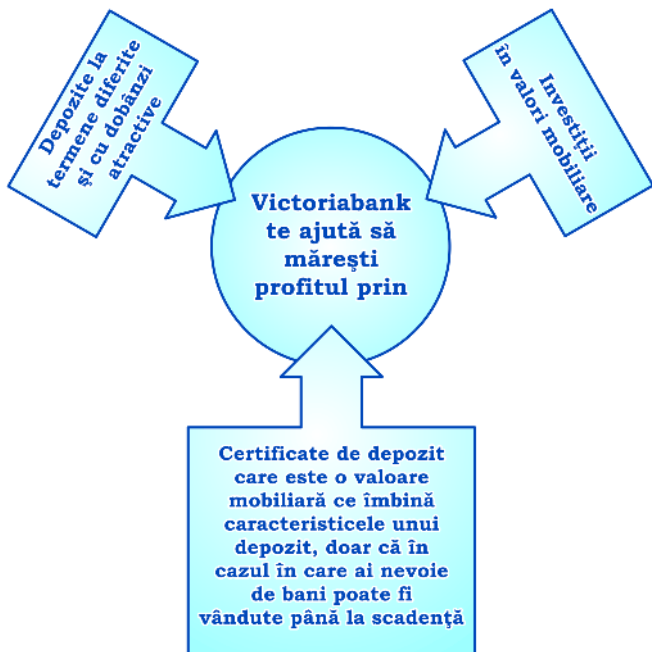 Depozite la
termene diferite
și cu dobânzi
atractive
Investiții
în valori mobiliare
Victoriabank
te ajută să
mărești
profitul prin
Certificate de depozit
care este o valoare
mobiliară ce îmbină
caracteristicele unui
depozit, doar că în
cazul în care ai nevoie
de bani poate fi
vândute până la scadenţă